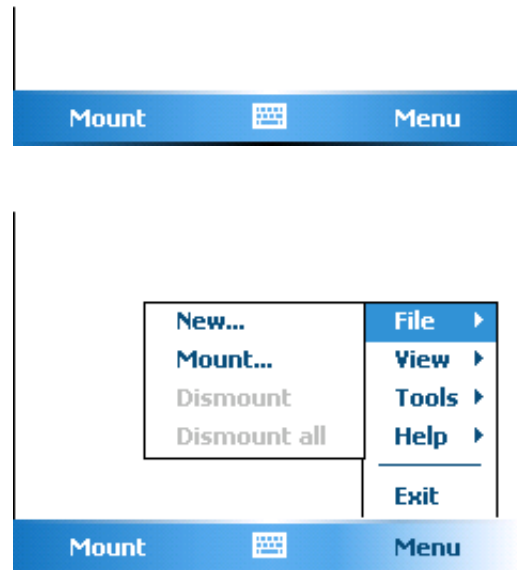 Mount Menu
New... File
Mount... View
Dismount Tools
Dismount all Help
Exit
Mount Menu